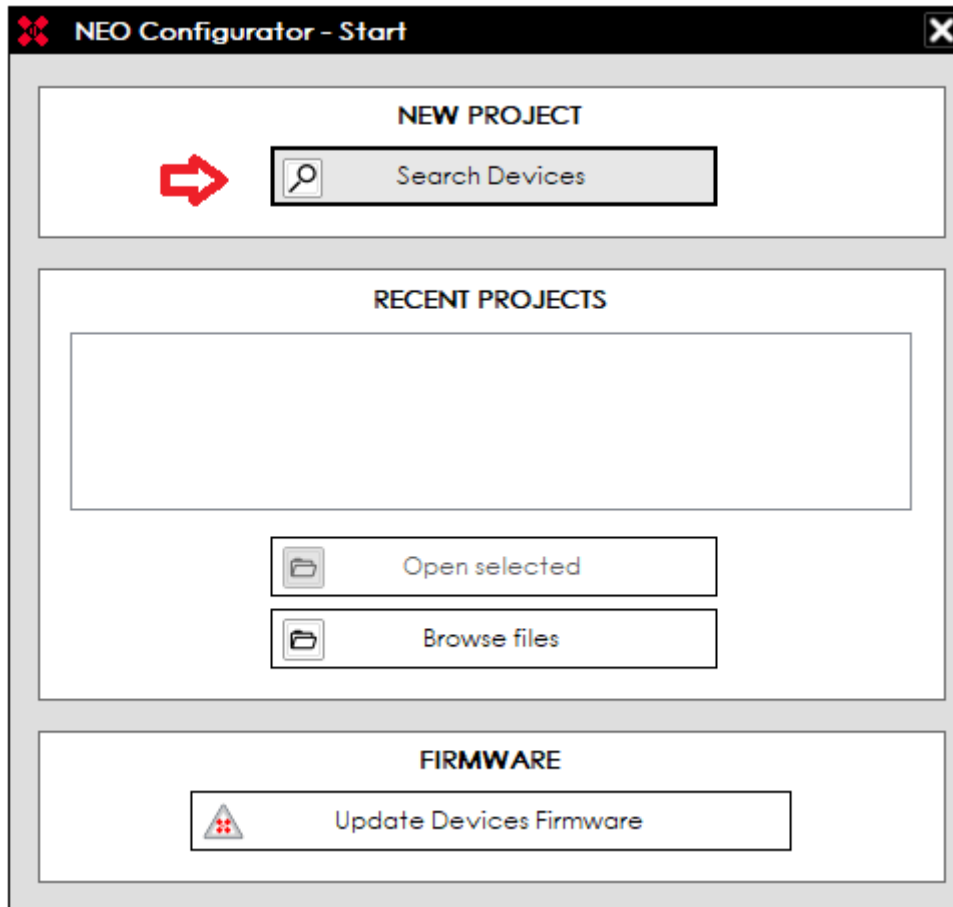 NEO Configurator - Start
NEW PROJECT
Search Devices
RECENT PROJECTS
Open selected
Browse files
FIRMWARE
Update Devices Firmware